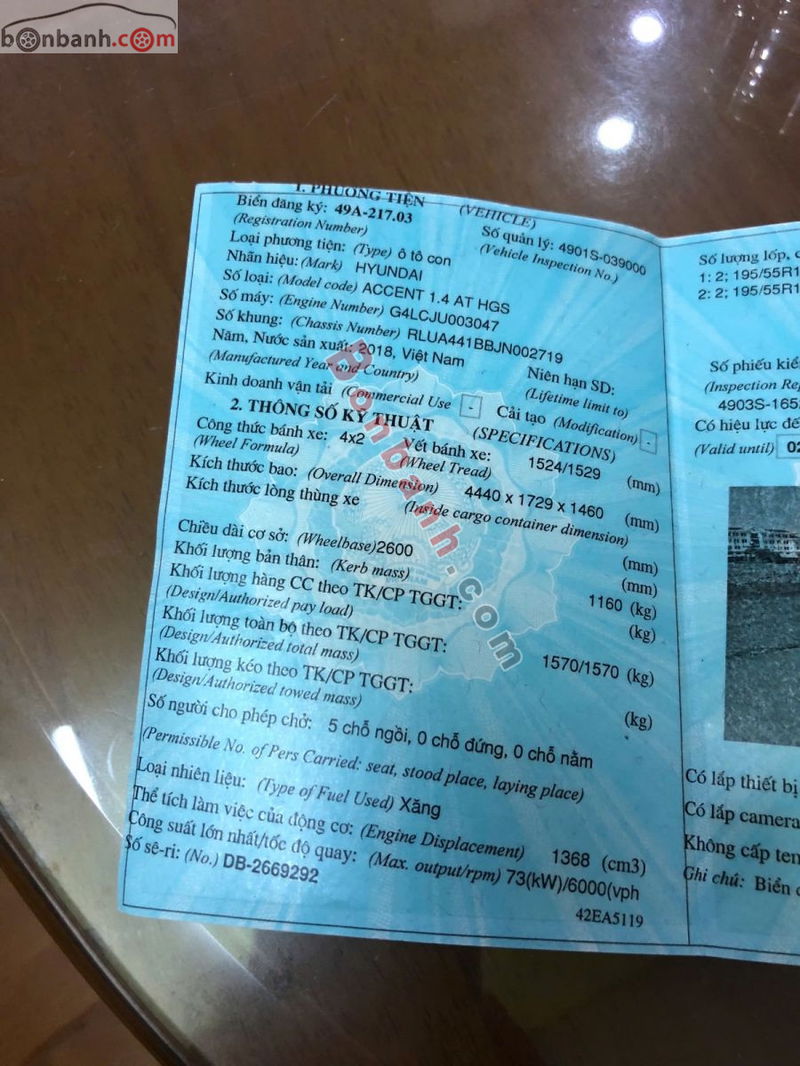 bonbanh.com
1. PHƯƠNG TIỆN (VEHICLE)
Biển đăng ký: 49A-217.03
(Registration Number)
Số quản lý: 4901S-039000
(Vehicle Inspection No.)
Loại phương tiện: (Type) ô tô con
Nhãn hiệu: (Mark) HYUNDAI
Số loại: (Model code) ACCENT 1.4 AT HGS
Số máy: (Engine Number) G4LCJU003047
Số khung: (Chassis Number) RLUA441BBJN002719
Năm, Nước sản xuất: 2018, Việt Nam
(Manufactured Year and Country)
Niên hạn SD:
(Lifetime limit to)
Kinh doanh vận tải (Commercial Use) - Cải tạo (Modification) -
2. THÔNG SỐ KỸ THUẬT (SPECIFICATIONS)
Công thức bánh xe: 4x2
(Wheel Formula)
Vết bánh xe: 1524/1529 (mm)
(Wheel Tread)
Kích thước bao: (Overall Dimension) 4440 x 1729 x 1460 (mm)
Kích thước lòng thùng xe (Inside cargo container dimension)
(mm)
Chiều dài cơ sở: (Wheelbase) 2600 (mm)
Khối lượng bản thân: (Kerb mass) 1160 (kg)
Khối lượng hàng CC theo TK/CP TGGT: (kg)
(Design/Authorized pay load)
Khối lượng toàn bộ theo TK/CP TGGT: 1570/1570 (kg)
(Design/Authorized total mass)
Khối lượng kéo theo TK/CP TGGT: (kg)
(Design/Authorized towed mass)
Số người cho phép chở: 5 chỗ ngồi, 0 chỗ đứng, 0 chỗ nằm
(Permissible No. of Pers Carried: seat, stood place, laying place)
Loại nhiên liệu: (Type of Fuel Used) Xăng
Thể tích làm việc của động cơ: (Engine Displacement) 1368 (cm3)
Công suất lớn nhất/tốc độ quay: (Max. output/rpm) 73(kW)/6000(vph
Số sê-ri: (No.) DB-2669292
42EA5119
Bonbanh.com
Số lượng lốp, c
1: 2; 195/55R1
2: 2; 195/55R1
Số phiếu kiể
(Inspection Re
4903S-165
Có hiệu lực đế
(Valid until) 02
Có lắp thiết bị
Có lắp camera
Không cấp tem
Ghi chú: Biển đ